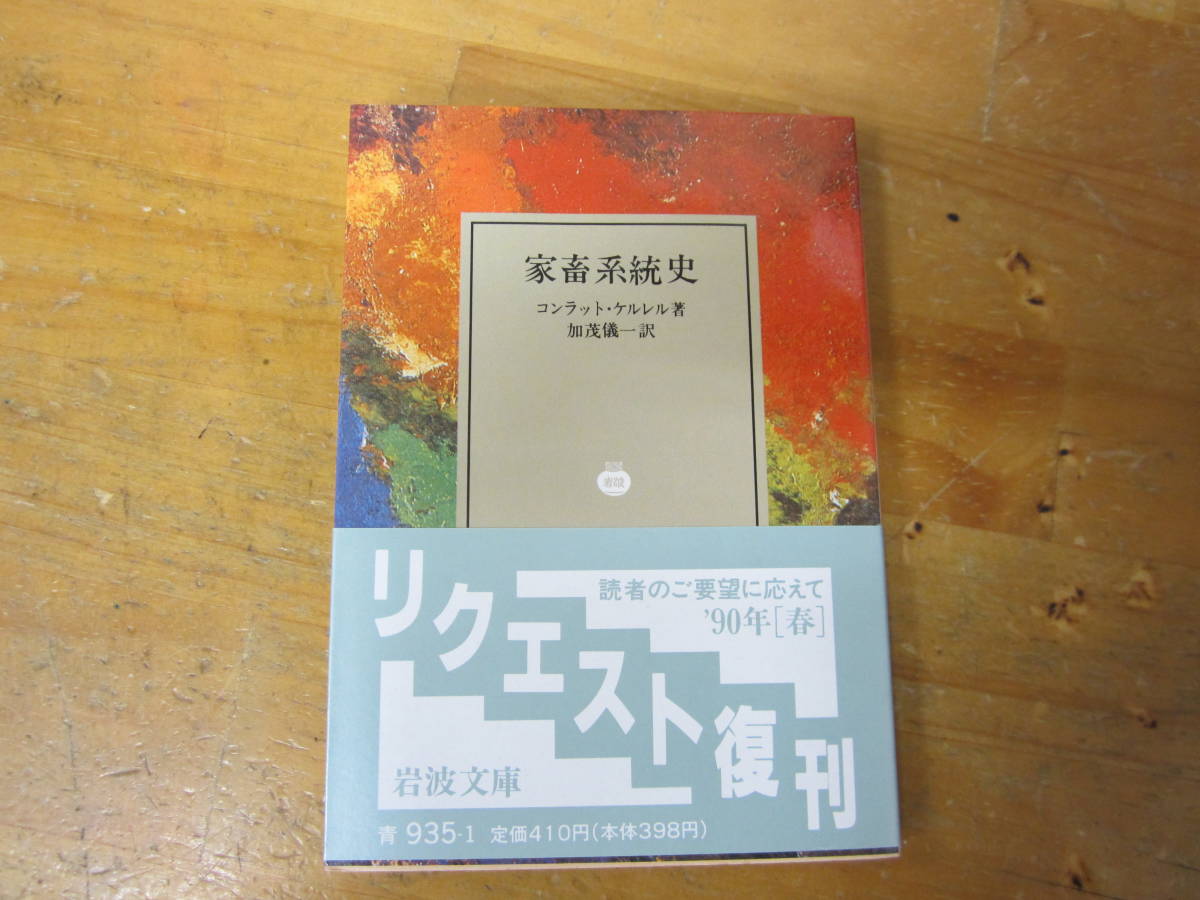 家畜系統史
コンラット・ケルレル著
加茂儀一訳
読者のご要望に応えて
'90年[春]
リクエスト復刊
岩波文庫
青 935-1 定価410円(本体398円)